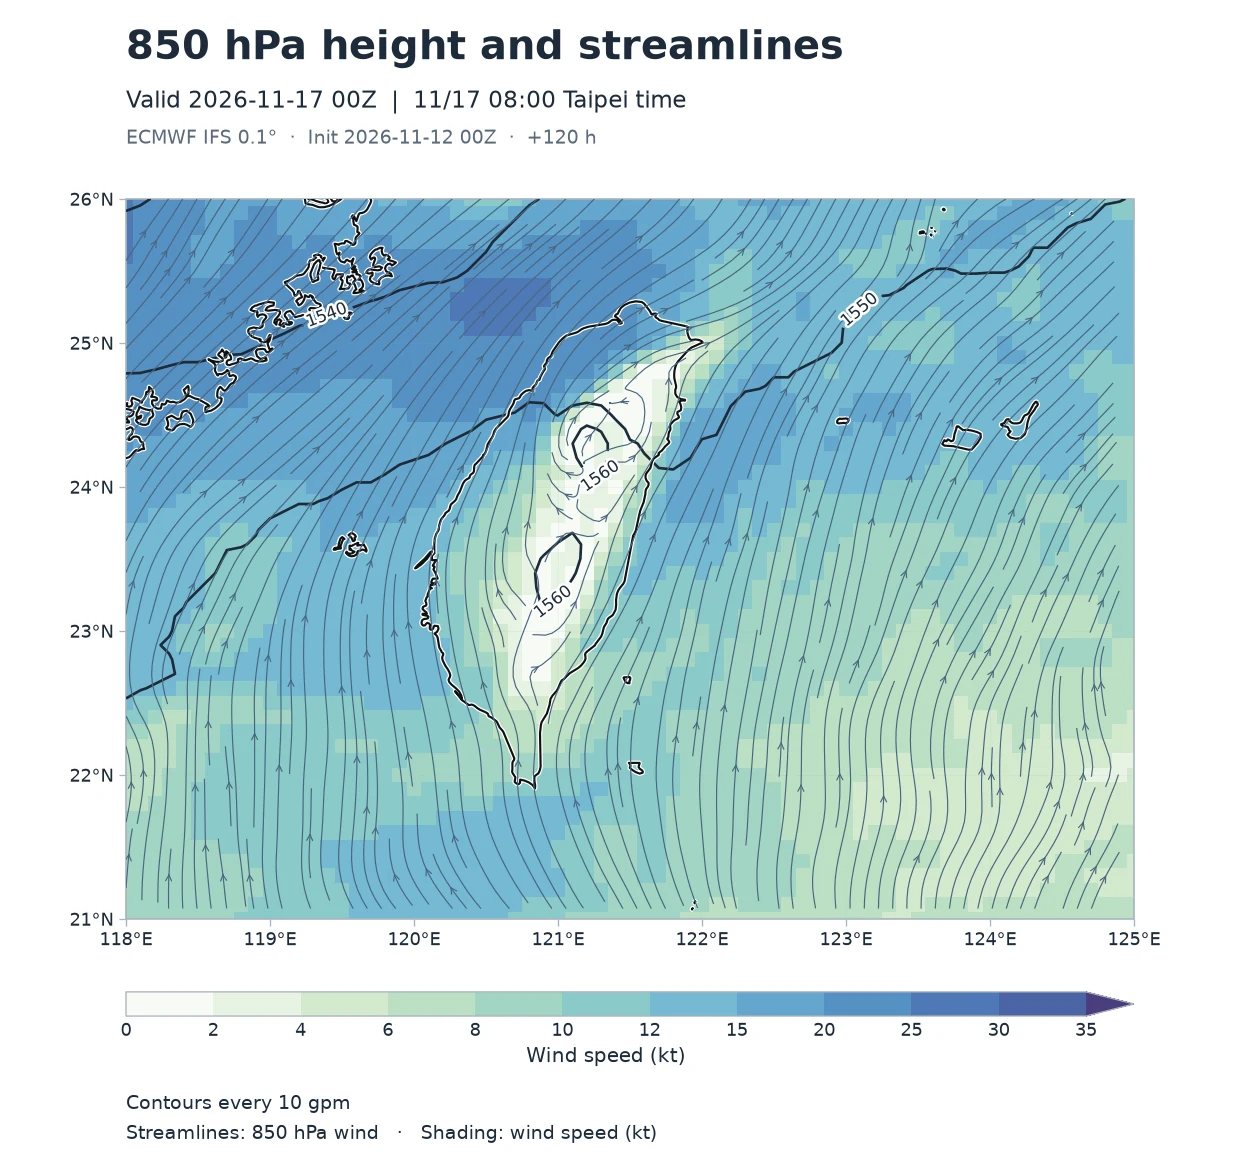 850 hPa height and streamlines
Valid 2026-11-17 00Z | 11/17 08:00 Taipei time
ECMWF IFS 0.1° · Init 2026-11-12 00Z · +120 h
26°N
25°N
24°N
23°N
22°N
21°N
1540
1550
1560
1560
118°E 119°E 120°E 121°E 122°E 123°E 124°E 125°E
0 2 4 6 8 10 12 15 20 25 30 35
Wind speed (kt)
Contours every 10 gpm
Streamlines: 850 hPa wind · Shading: wind speed (kt)